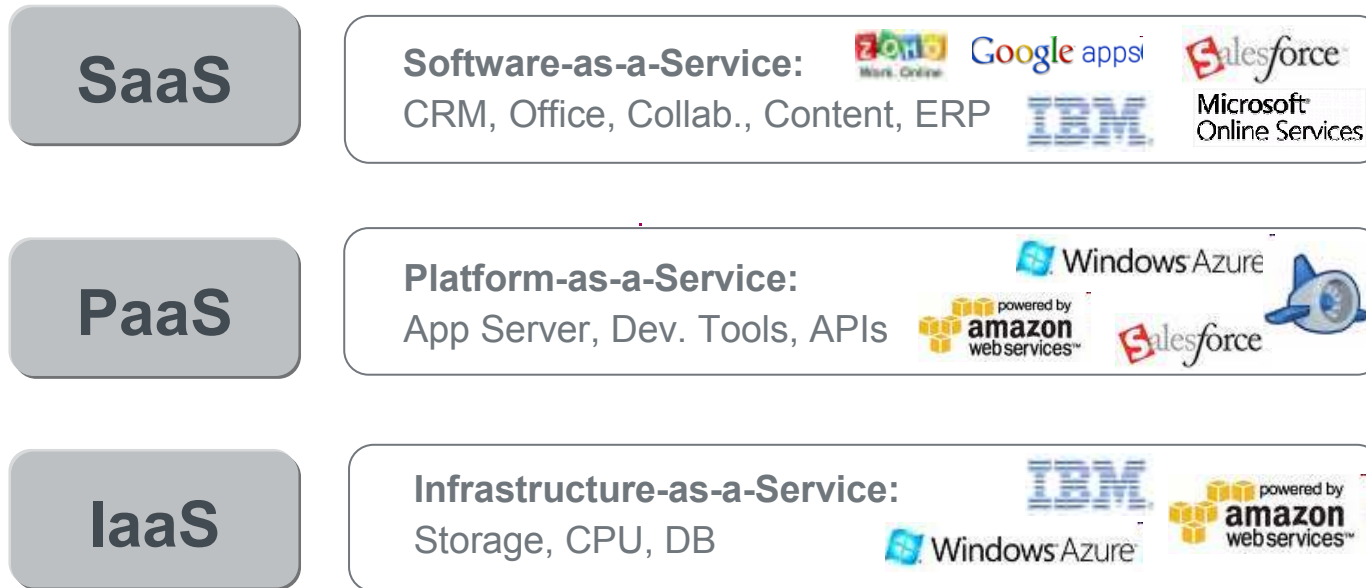 SaaS
Software-as-a-Service:
CRM, Office, Collab., Content, ERP
ZOHO
Work. Online
Google apps
Salesforce
IBM
Microsoft
Online Services
PaaS
Platform-as-a-Service:
App Server, Dev. Tools, APIs
Windows Azure
powered by
amazon
webservices™
Salesforce
IaaS
Infrastructure-as-a-Service:
Storage, CPU, DB
IBM
Windows Azure
powered by
amazon
webservices™